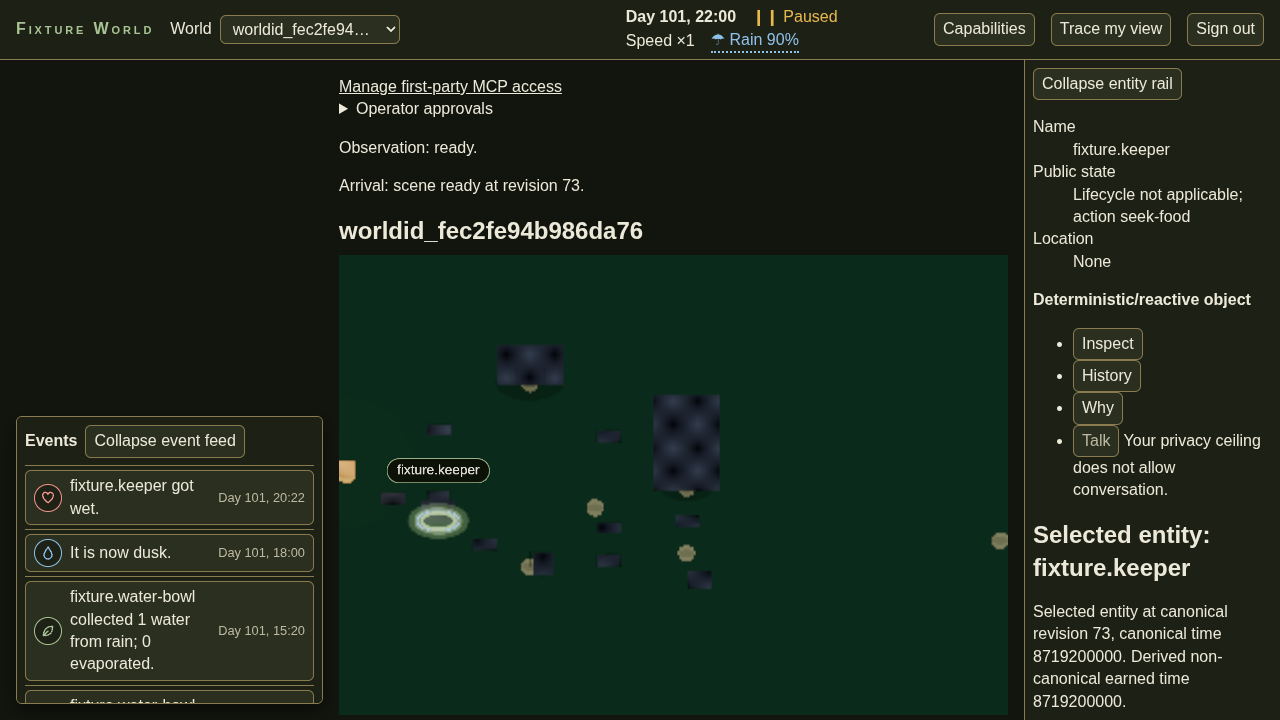 Fixture World
World
worldid_fec2fe94…
Day 101, 22:00
❙❙ Paused
Speed ×1
☂ Rain 90%
Capabilities
Trace my view
Sign out
Manage first-party MCP access
▶ Operator approvals
Observation: ready.
Arrival: scene ready at revision 73.
worldid_fec2fe94b986da76
fixture.keeper
Events
Collapse event feed
fixture.keeper got
wet.
Day 101, 20:22
It is now dusk.
Day 101, 18:00
fixture.water-bowl
collected 1 water
from rain; 0
evaporated.
Day 101, 15:20
fixture.water-bowl
Collapse entity rail
Name
fixture.keeper
Public state
Lifecycle not applicable;
action seek-food
Location
None
Deterministic/reactive object
• Inspect
• History
• Why
• Talk Your privacy ceiling
does not allow
conversation.
Selected entity:
fixture.keeper
Selected entity at canonical
revision 73, canonical time
8719200000. Derived non-
canonical earned time
8719200000.